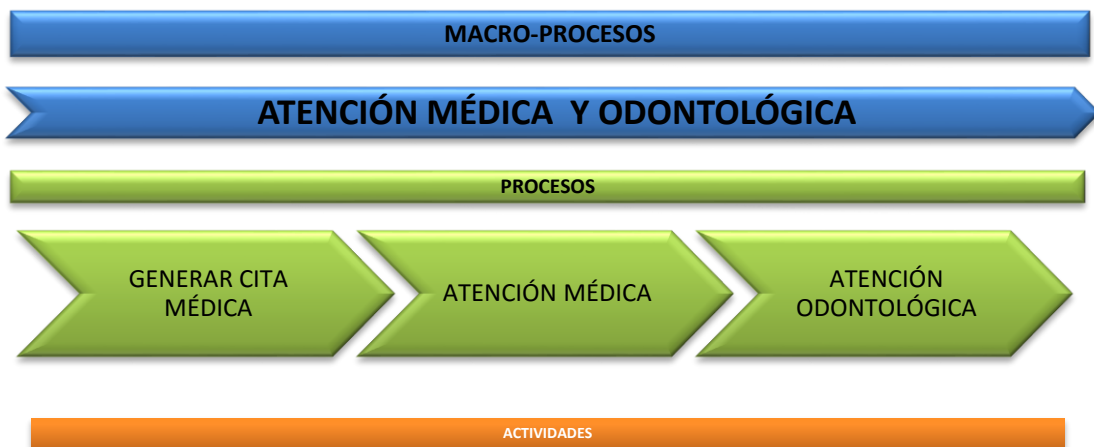 MACRO-PROCESOS
ATENCIÓN MÉDICA Y ODONTOLÓGICA
PROCESOS
GENERAR CITA
MÉDICA
ATENCIÓN MÉDICA
ATENCIÓN
ODONTOLÓGICA
ACTIVIDADES